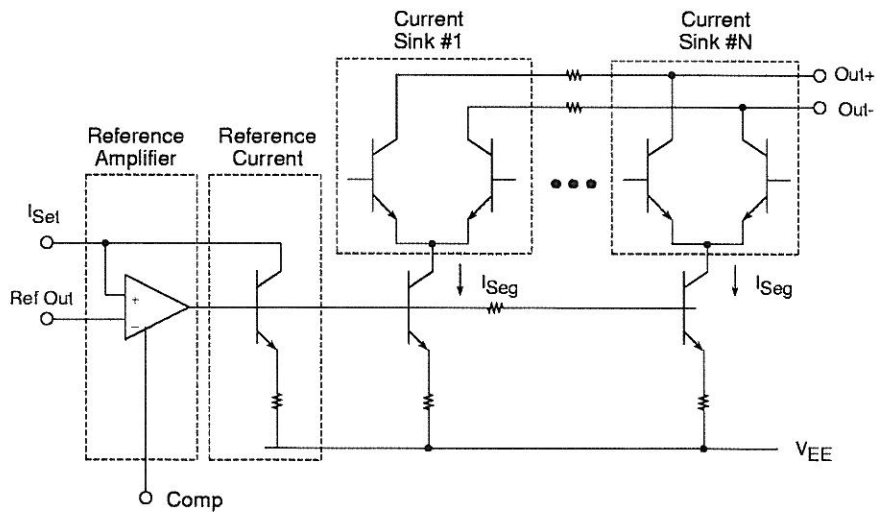 Current
Sink #1
Current
Sink #N
Out+
Out-
Reference
Amplifier
Reference
Current
ISet
Ref Out
+
−
ISeg
ISeg
VEE
Comp